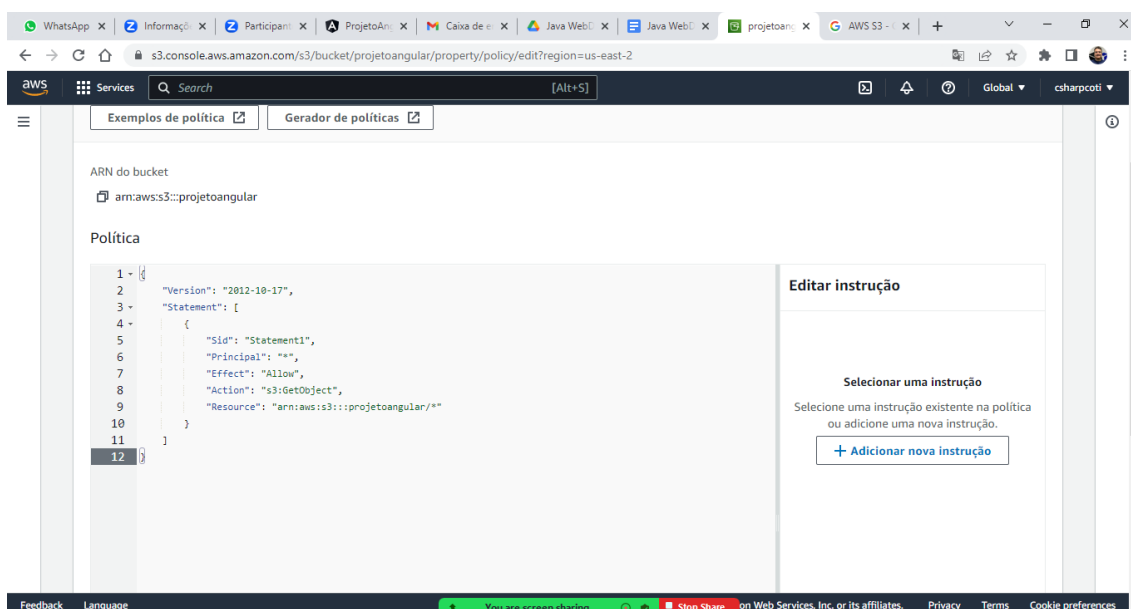 WhatsApp
Informaçõ
Participan
ProjetoAn
Caixa de e
Java WebD
Java WebD
projetoang
AWS S3 -
s3.console.aws.amazon.com/s3/bucket/projetoangular/property/policy/edit?region=us-east-2
aws Services Search [Alt+S] Global csharpcoti
Exemplos de política Gerador de políticas
ARN do bucket
arn:aws:s3:::projetoangular
Política
1 {
2 "Version": "2012-10-17",
3 "Statement": [
4 {
5 "Sid": "Statement1",
6 "Principal": "*",
7 "Effect": "Allow",
8 "Action": "s3:GetObject",
9 "Resource": "arn:aws:s3:::projetoangular/*"
10 }
11 ]
12 }
Editar instrução
Selecionar uma instrução
Selecione uma instrução existente na política
ou adicione uma nova instrução.
+ Adicionar nova instrução
Feedback Language You are screen sharing Stop Share on Web Services, Inc. or its affiliates. Privacy Terms Cookie preferences